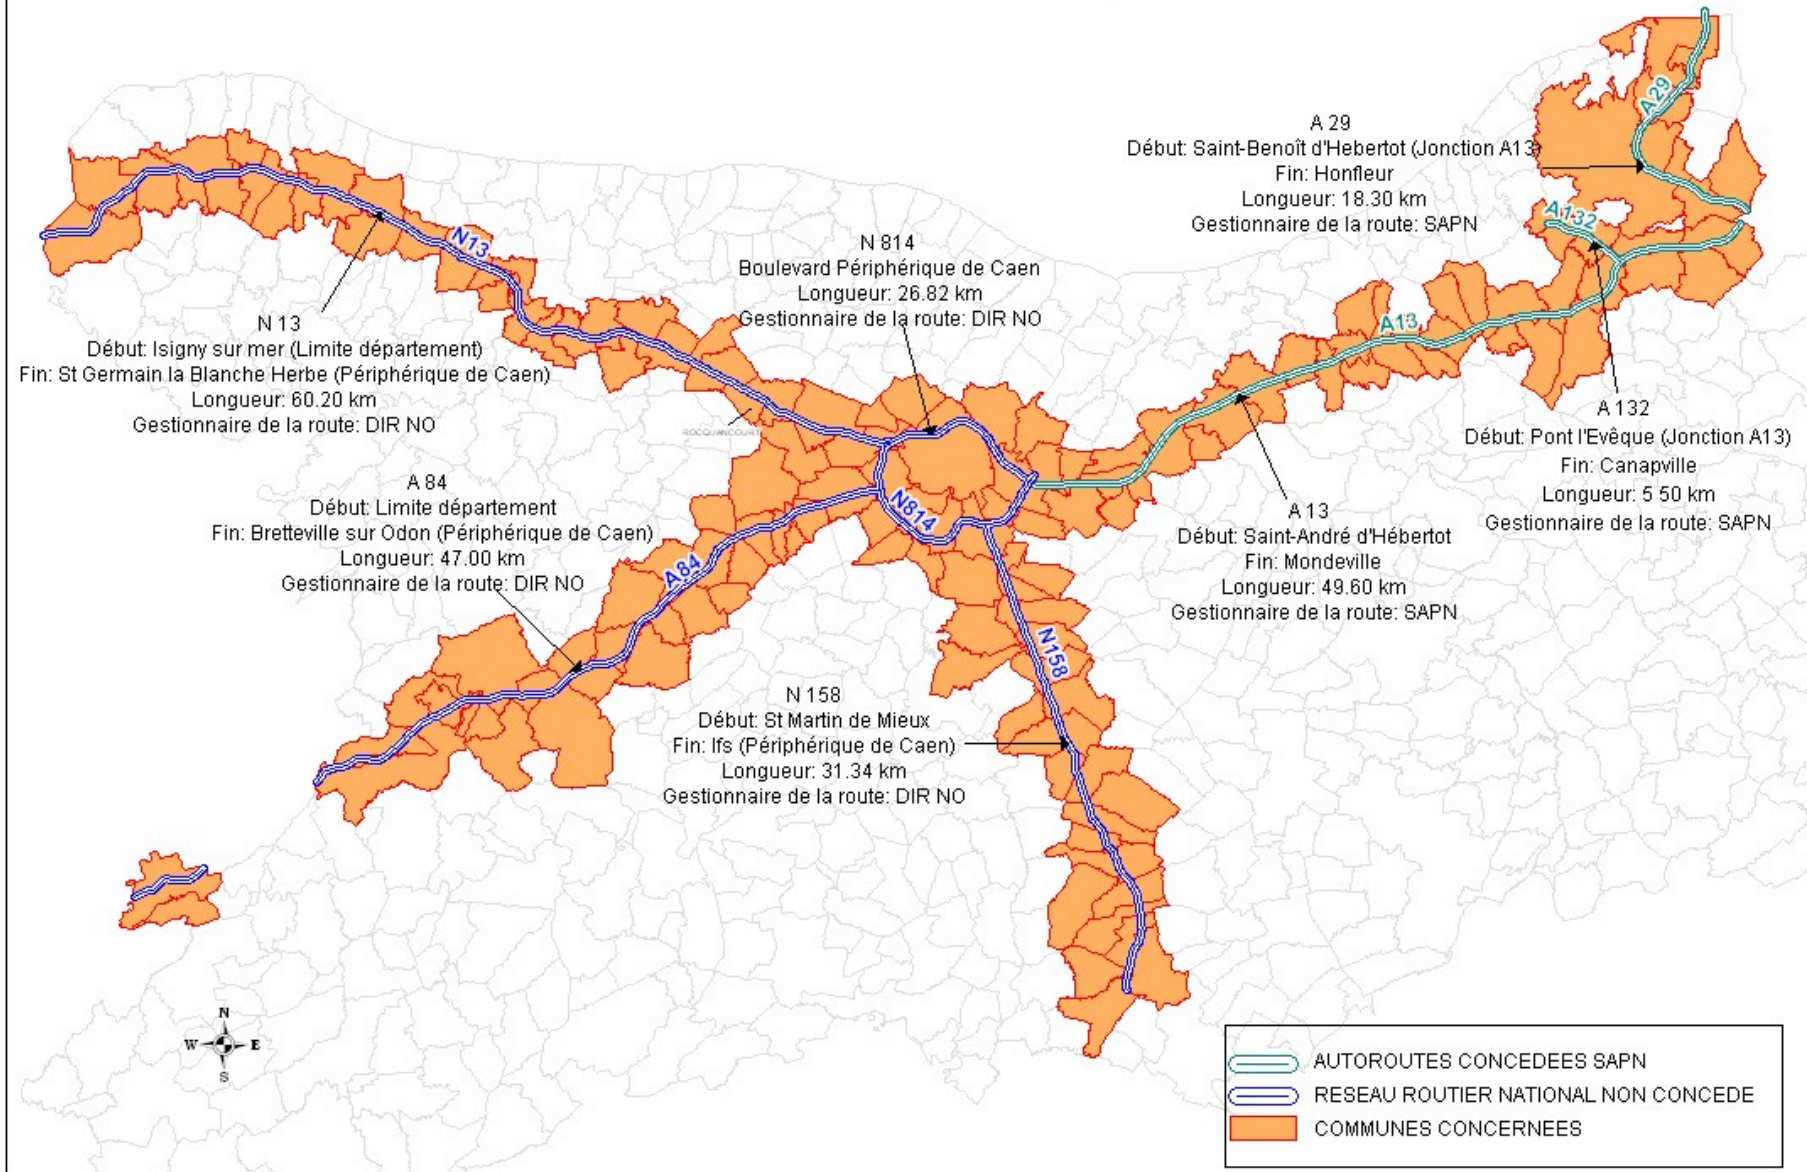 A 29
Début: Saint-Benoît d'Hebertot (Jonction A13)
Fin: Honfleur
Longueur: 18.30 km
Gestionnaire de la route: SAPN
A29
A132
N13
N 814
Boulevard Périphérique de Caen
Longueur: 26.82 km
Gestionnaire de la route: DIR NO
A13
N 13
Début: Isigny sur mer (Limite département)
Fin: St Germain la Blanche Herbe (Périphérique de Caen)
Longueur: 60.20 km
Gestionnaire de la route: DIR NO
ROCQUANCOURT
A 132
Début: Pont l'Evêque (Jonction A13)
Fin: Canapville
Longueur: 5 50 km
Gestionnaire de la route: SAPN
A 84
Début: Limite département
Fin: Bretteville sur Odon (Périphérique de Caen)
Longueur: 47.00 km
Gestionnaire de la route: DIR NO
N814
A84
A 13
Début: Saint-André d'Hébertot
Fin: Mondeville
Longueur: 49.60 km
Gestionnaire de la route: SAPN
N158
N 158
Début: St Martin de Mieux
Fin: Ifs (Périphérique de Caen)
Longueur: 31.34 km
Gestionnaire de la route: DIR NO
N
W E
S
AUTOROUTES CONCEDEES SAPN
RESEAU ROUTIER NATIONAL NON CONCEDE
COMMUNES CONCERNEES